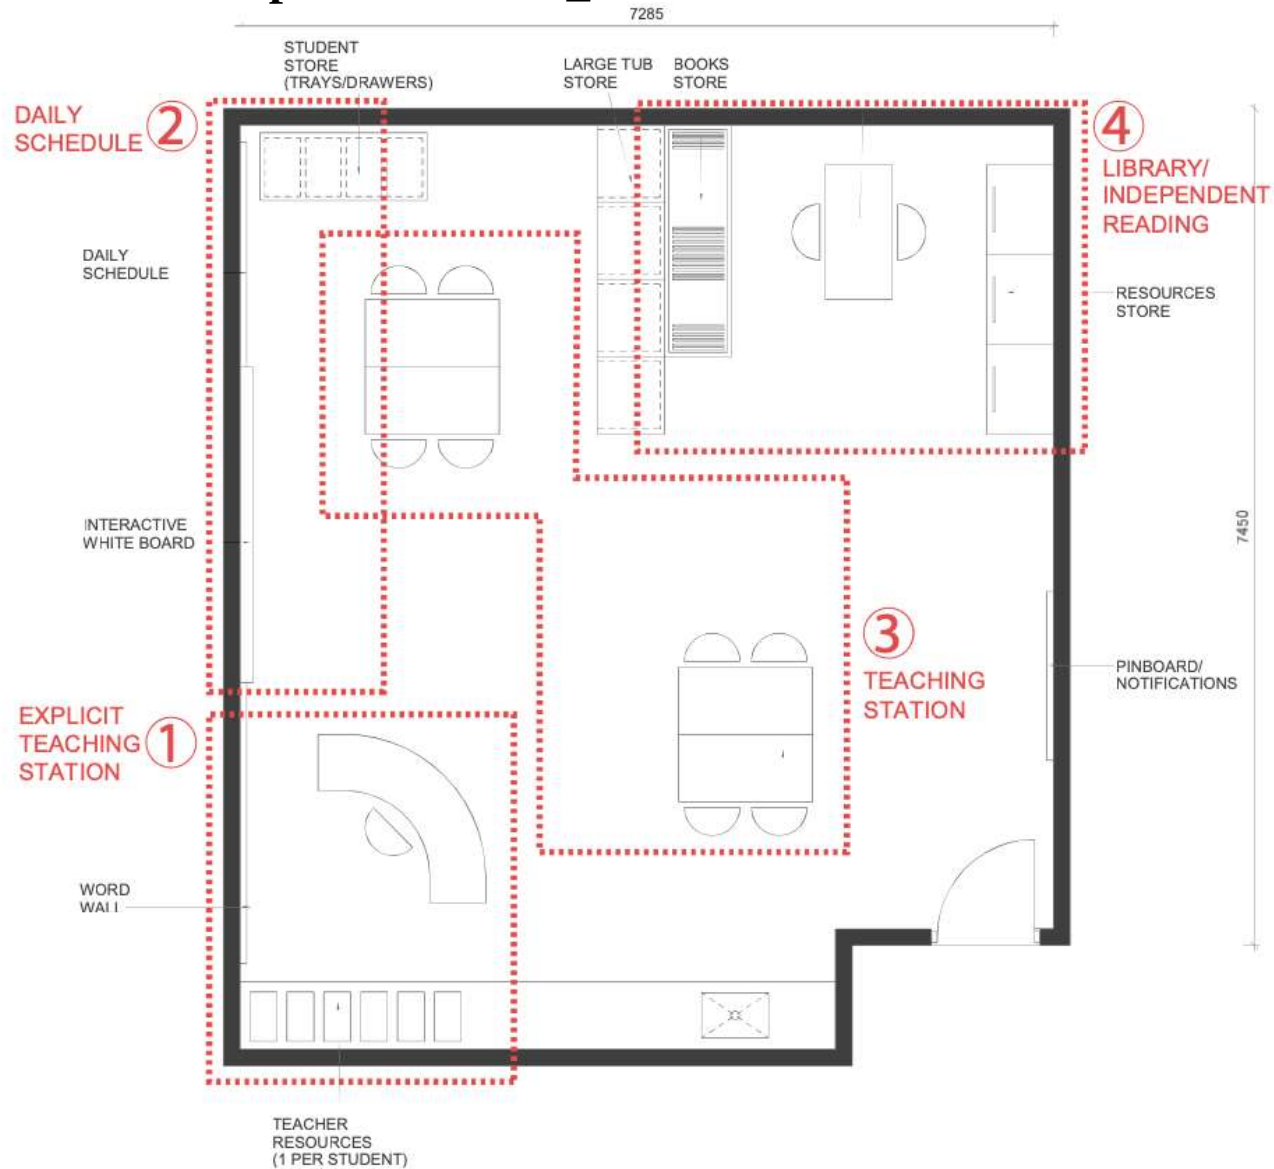 7285
STUDENT
STORE
(TRAYS/DRAWERS)
LARGE TUB
STORE
BOOKS
STORE
DAILY
SCHEDULE
2
4
LIBRARY/
INDEPENDENT
READING
DAILY
SCHEDULE
RESOURCES
STORE
INTERACTIVE
WHITE BOARD
7450
3
TEACHING
STATION
PINBOARD/
NOTIFICATIONS
EXPLICIT
TEACHING
STATION
1
WORD
WALL
TEACHER
RESOURCES
(1 PER STUDENT)